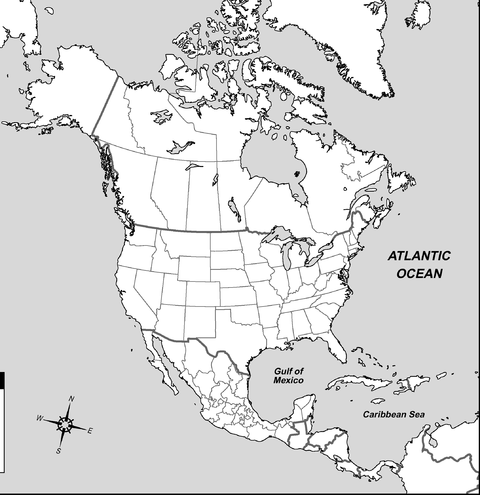 ATLANTIC
OCEAN
Gulf of
Mexico
Caribbean Sea
N
W
E
S